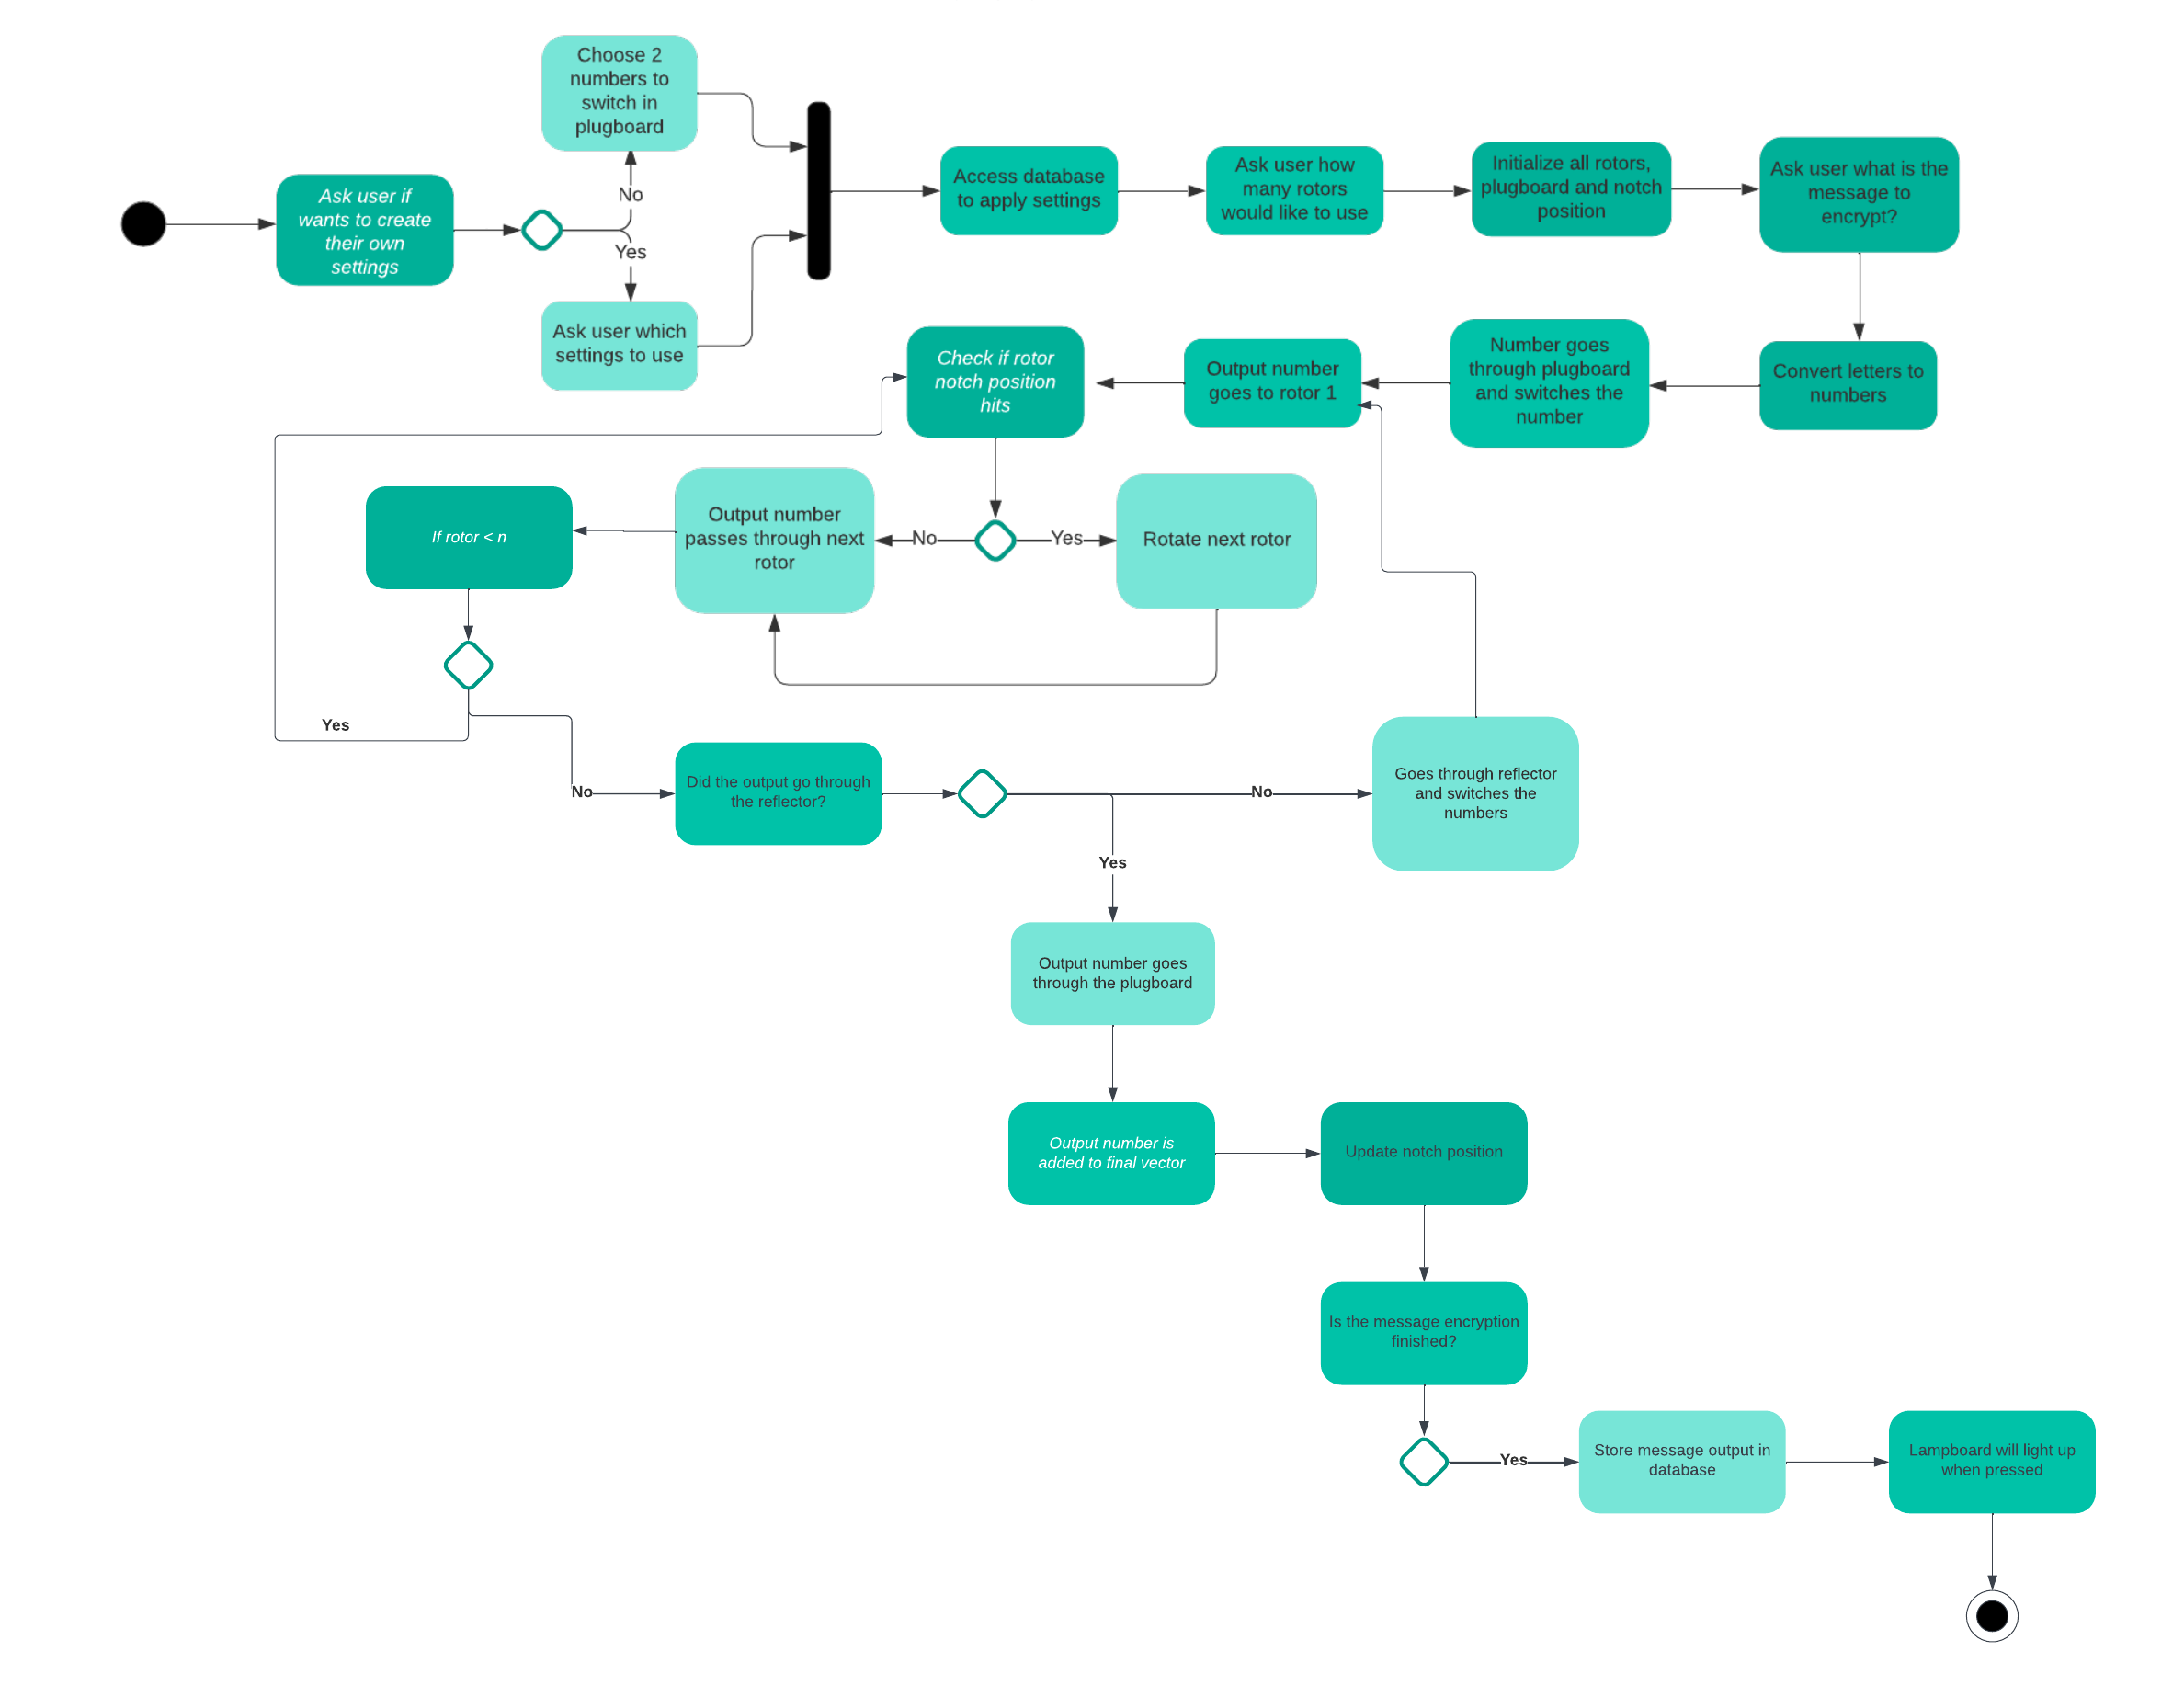 Choose 2
numbers to
switch in
plugboard
Ask user if
wants to create
their own
settings
No
Yes
Ask user which
settings to use
Access database
to apply settings
Ask user how
many rotors
would like to use
Initialize all rotors,
plugboard and notch
position
Ask user what is the
message to
encrypt?
Convert letters to
numbers
Number goes
through plugboard
and switches the
number
Output number
goes to rotor 1
Check if rotor
notch position
hits
No
Yes
Rotate next rotor
Output number
passes through next
rotor
If rotor < n
Yes
No
Did the output go through
the reflector?
No
Yes
Goes through reflector
and switches the
numbers
Output number goes
through the plugboard
Output number is
added to final vector
Update notch position
Is the message encryption
finished?
Yes
Store message output in
database
Lampboard will light up
when pressed